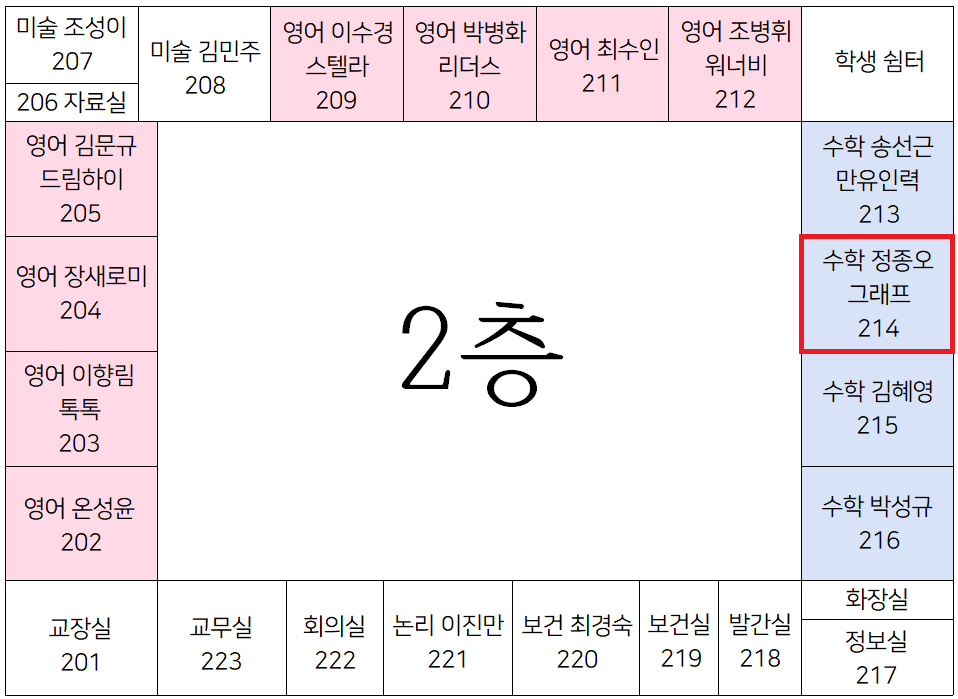 미술 조성이
207
206 자료실
미술 김민주
208
영어 이수경
스텔라
209
영어 박병화
리더스
210
영어 최수인
211
영어 조병휘
워너비
212
학생 쉼터
영어 김문규
드림하이
205
영어 장새로미
204
영어 이향림
톡톡
203
영어 온성윤
202
2층
수학 송선근
만유인력
213
수학 정종오
그래프
214
수학 김혜영
215
수학 박성규
216
교장실
201
교무실
223
회의실
222
논리 이진만
221
보건 최경숙
220
보건실
219
발간실
218
화장실
정보실
217